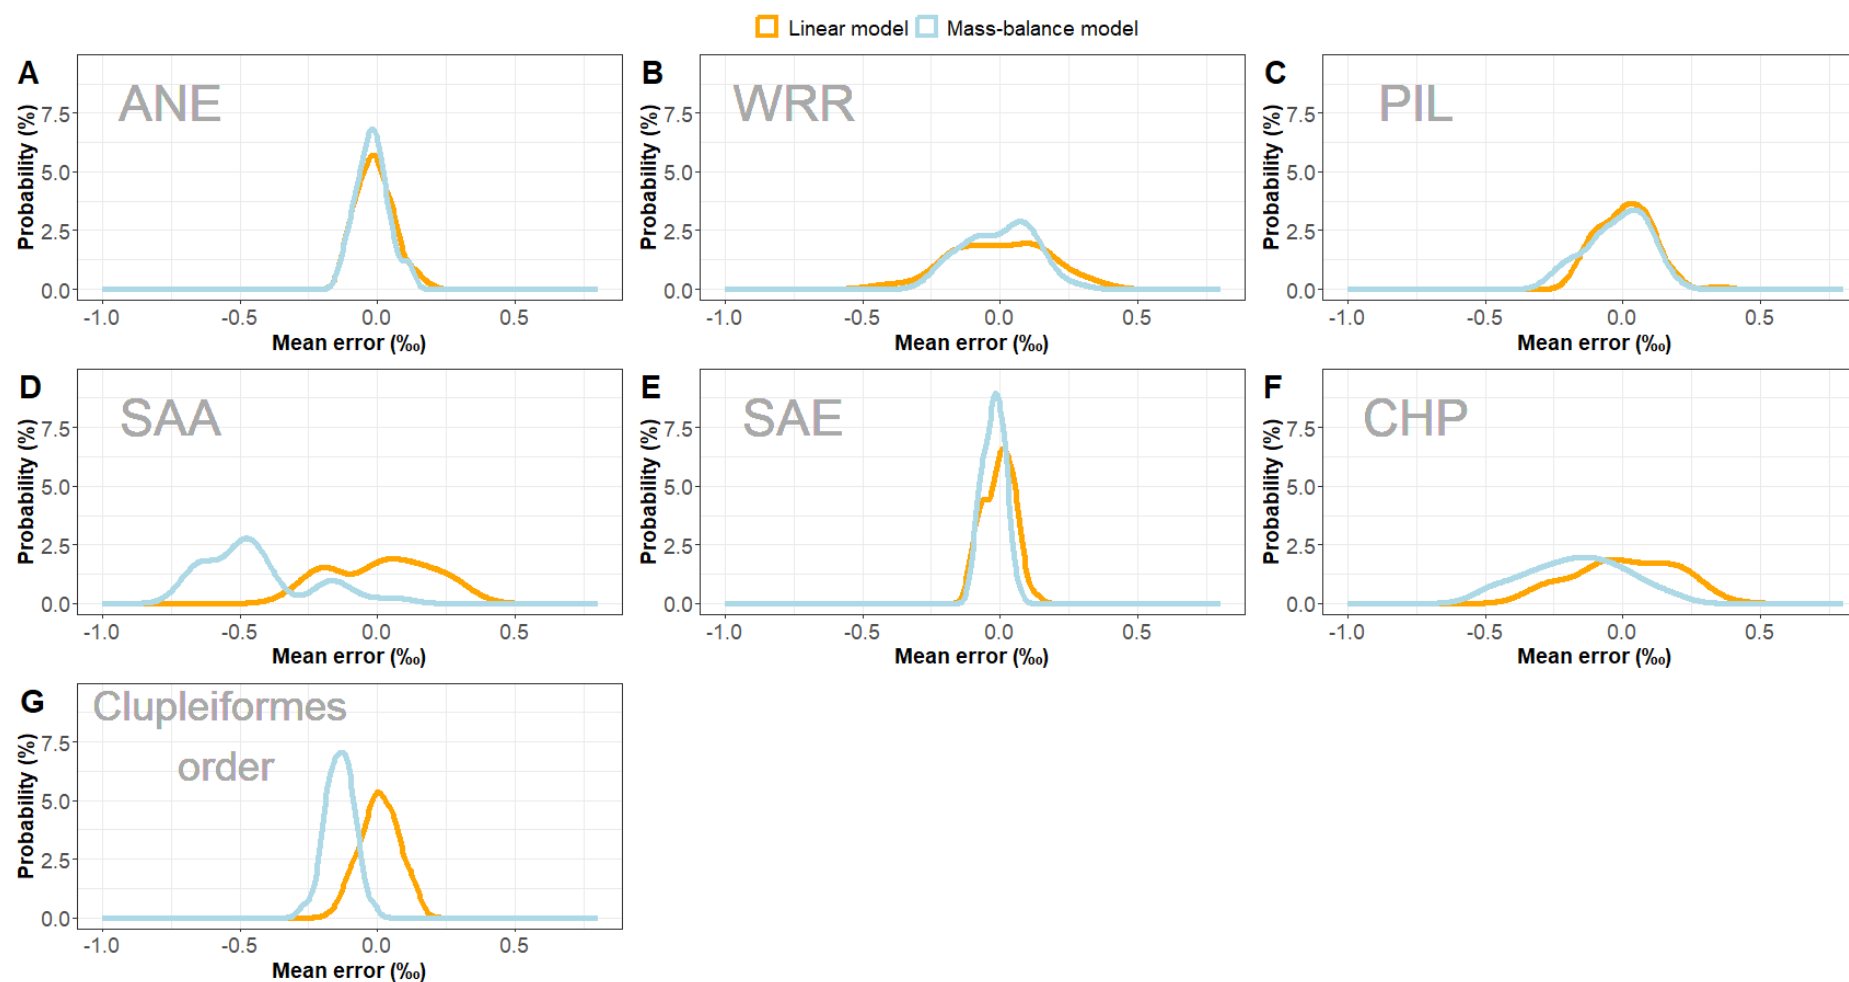 Linear model Mass-balance model
A ANE
Probability (%)
7.5
5.0
2.5
0.0
-1.0 -0.5 0.0 0.5
Mean error (‰)
B WRR
Probability (%)
7.5
5.0
2.5
0.0
-1.0 -0.5 0.0 0.5
Mean error (‰)
C PIL
Probability (%)
7.5
5.0
2.5
0.0
-1.0 -0.5 0.0 0.5
Mean error (‰)
D SAA
Probability (%)
7.5
5.0
2.5
0.0
-1.0 -0.5 0.0 0.5
Mean error (‰)
E SAE
Probability (%)
7.5
5.0
2.5
0.0
-1.0 -0.5 0.0 0.5
Mean error (‰)
F CHP
Probability (%)
7.5
5.0
2.5
0.0
-1.0 -0.5 0.0 0.5
Mean error (‰)
G Clupleiformes
order
Probability (%)
7.5
5.0
2.5
0.0
-1.0 -0.5 0.0 0.5
Mean error (‰)